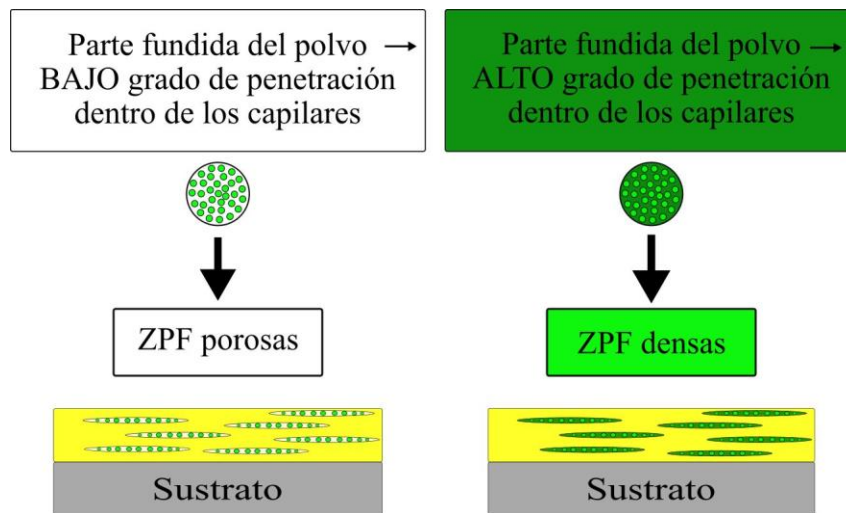 Parte fundida del polvo →
BAJO grado de penetración
dentro de los capilares
ZPF porosas
Sustrato
Parte fundida del polvo →
ALTO grado de penetración
dentro de los capilares
ZPF densas
Sustrato